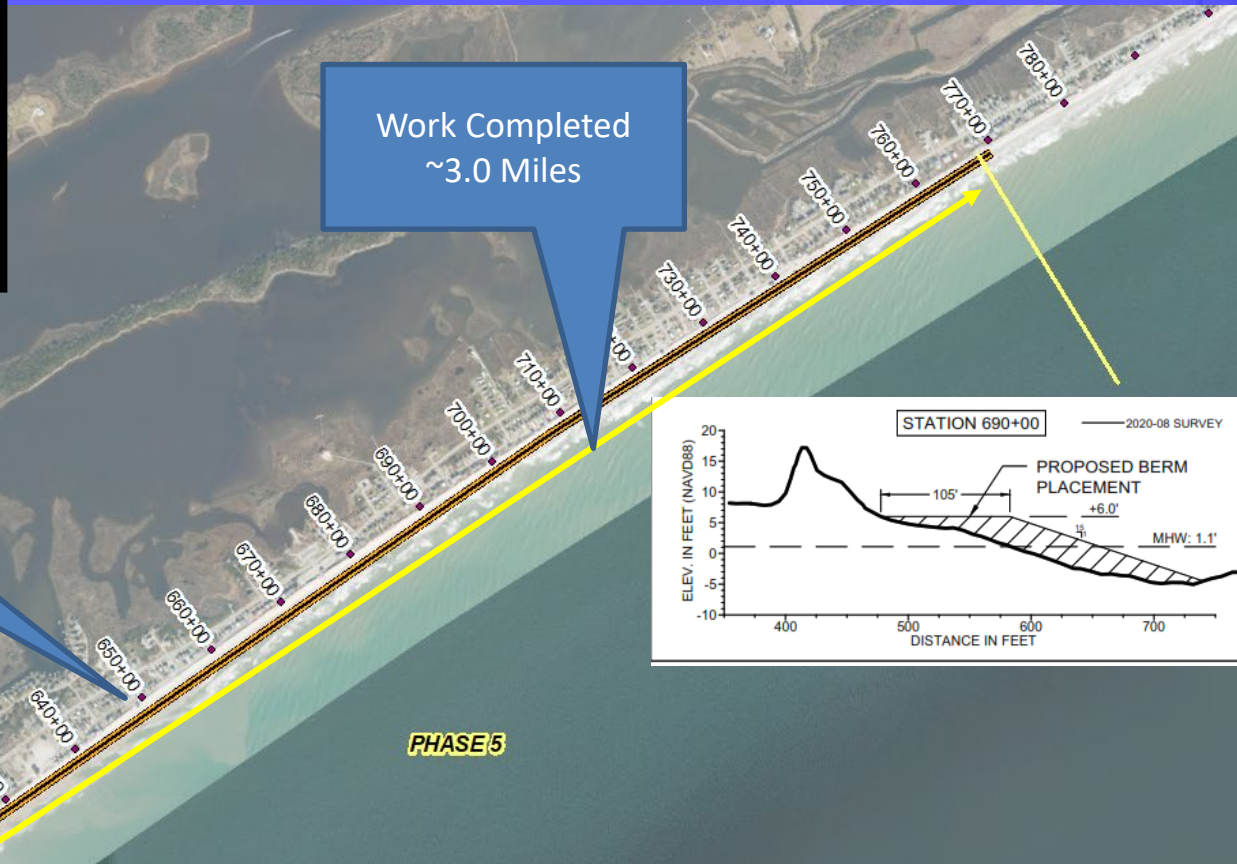 Work Completed
~3.0 Miles
780+00
770+00
760+00
750+00
740+00
730+00
+00
710+00
700+00
690+00
680+00
670+00
660+00
650+00
640+00
PHASE 5
STATION 690+00
2020-08 SURVEY
PROPOSED BERM
PLACEMENT
105'
+6.0'
MHW: 1.1'
ELEV. IN FEET (NAVD88)
20
15
10
5
0
-5
-10
400
500
600
700
DISTANCE IN FEET